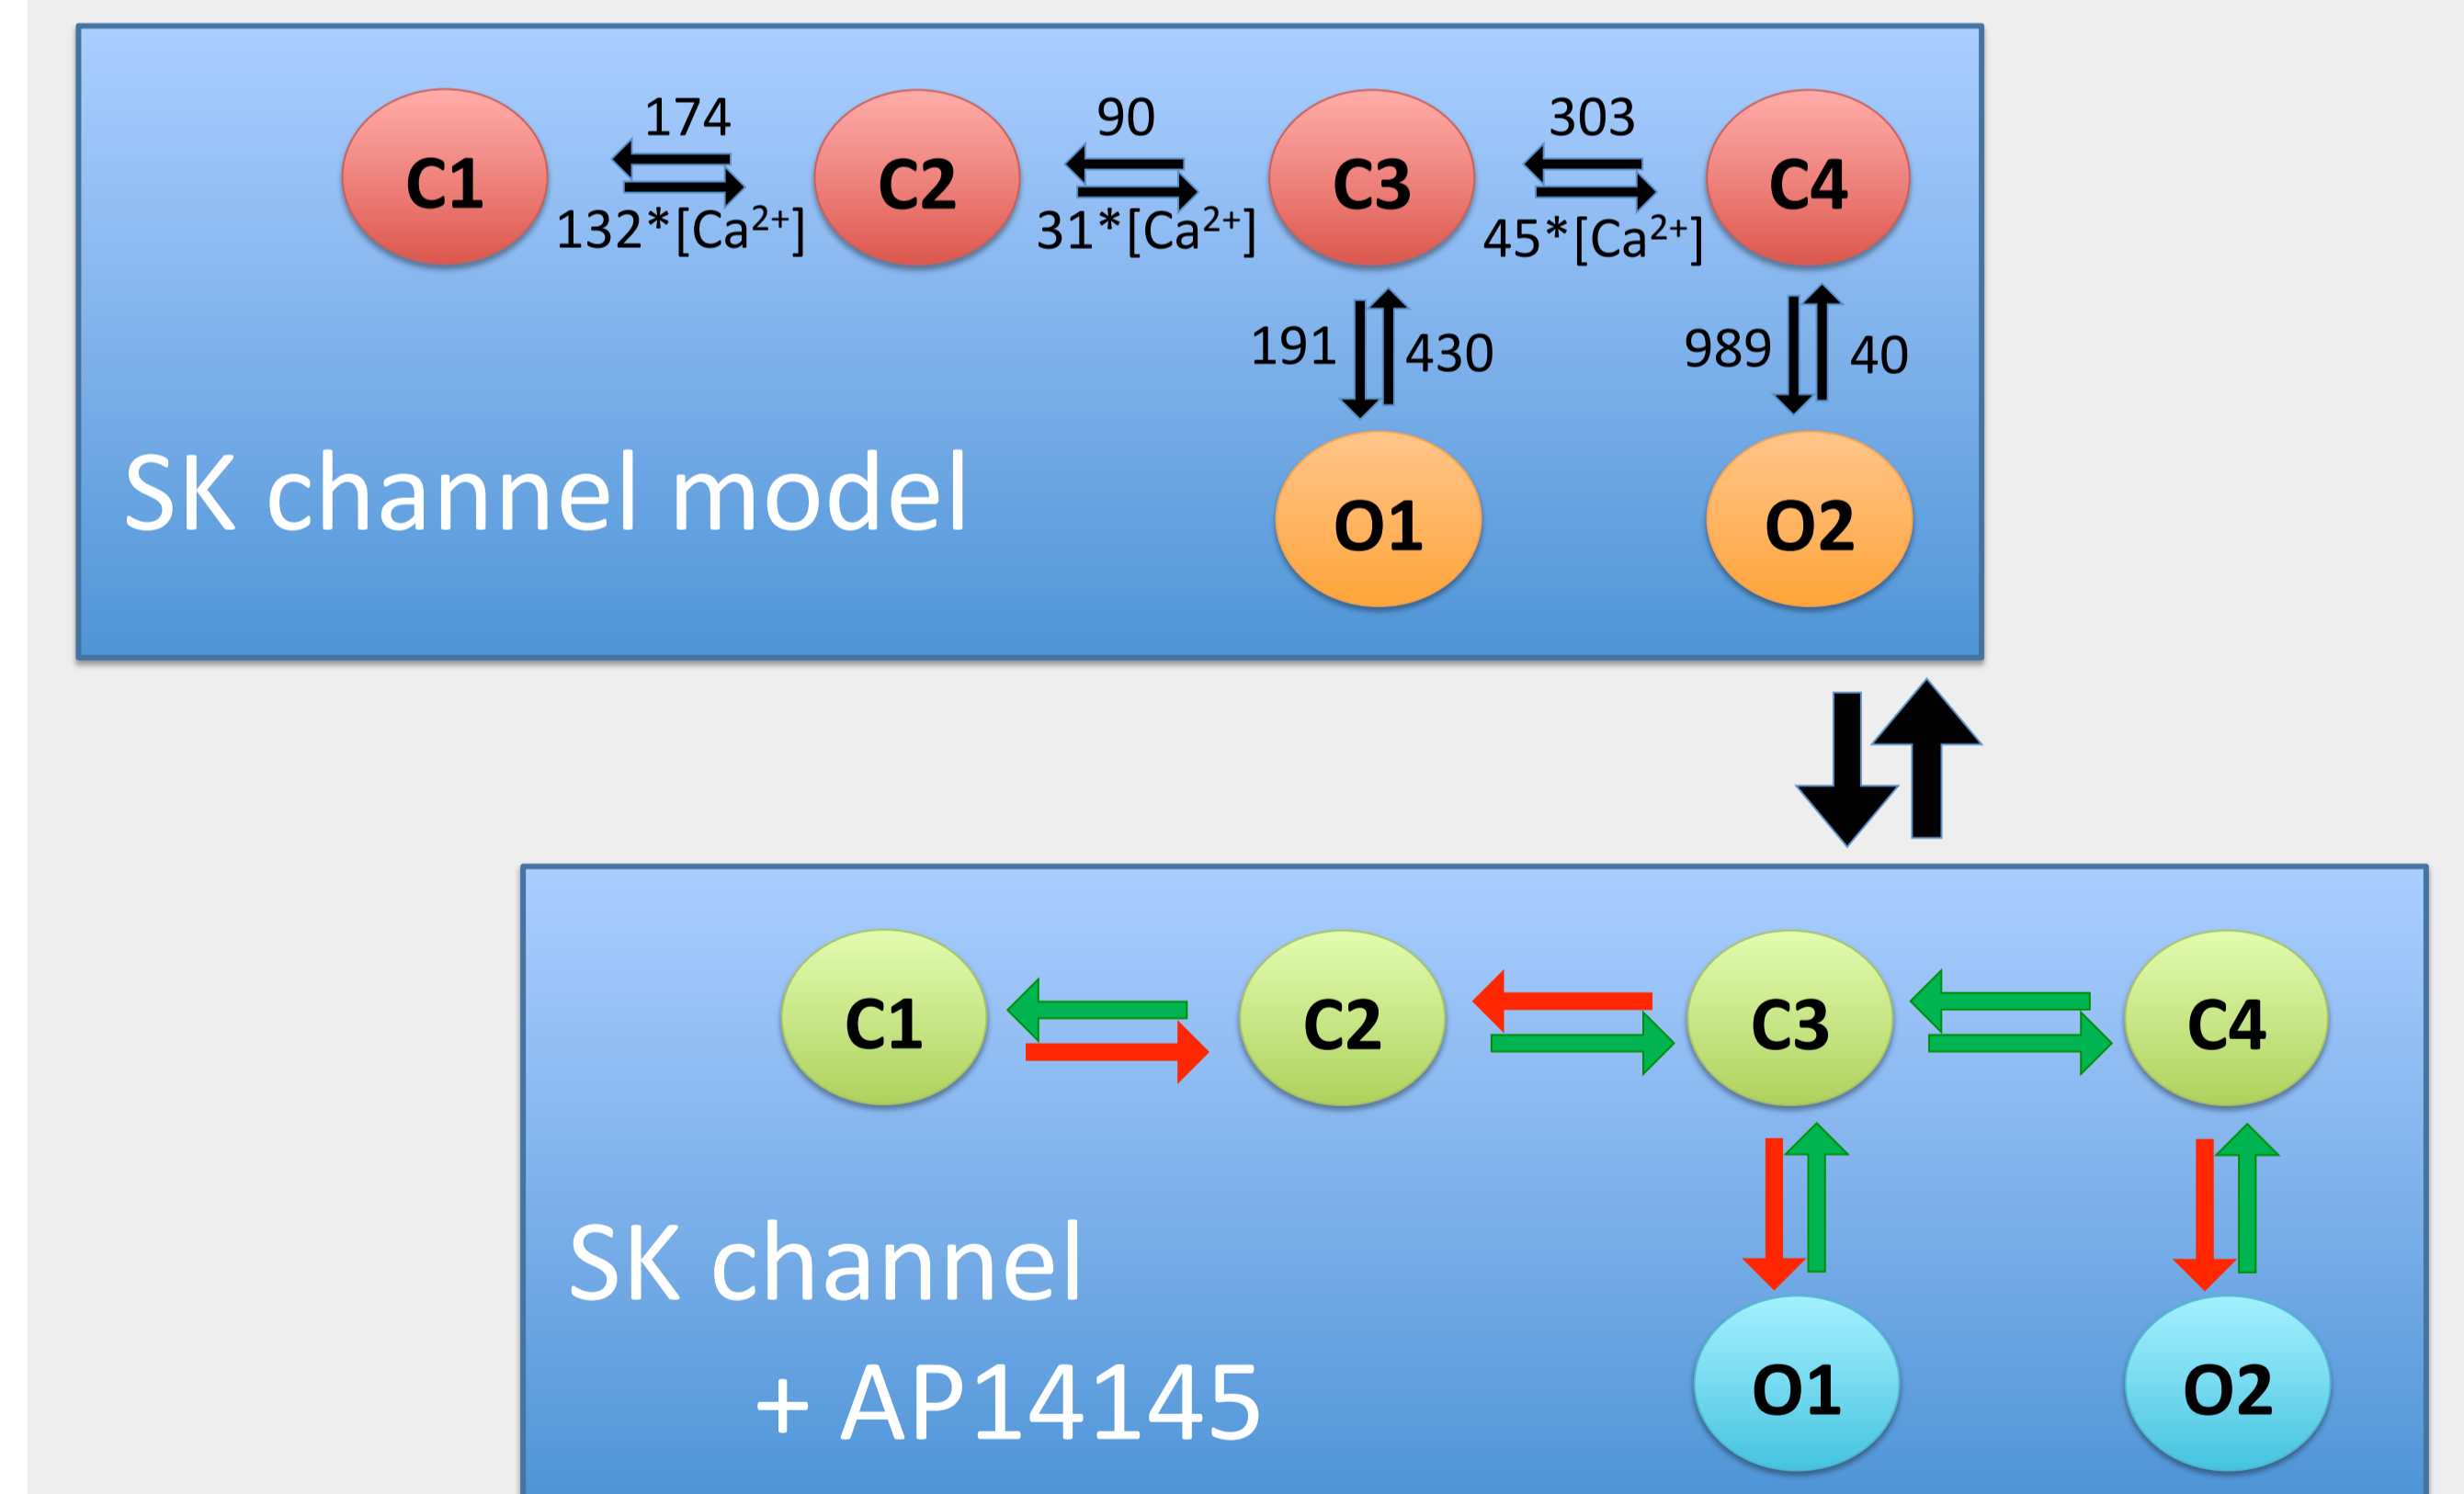 174 90 303
C1 C2 C3 C4
132*[Ca2+] 31*[Ca2+] 45*[Ca2+]
191 430 989 40
SK channel model
O1 O2
C1 C2 C3 C4
SK channel
+ AP14145
O1 O2